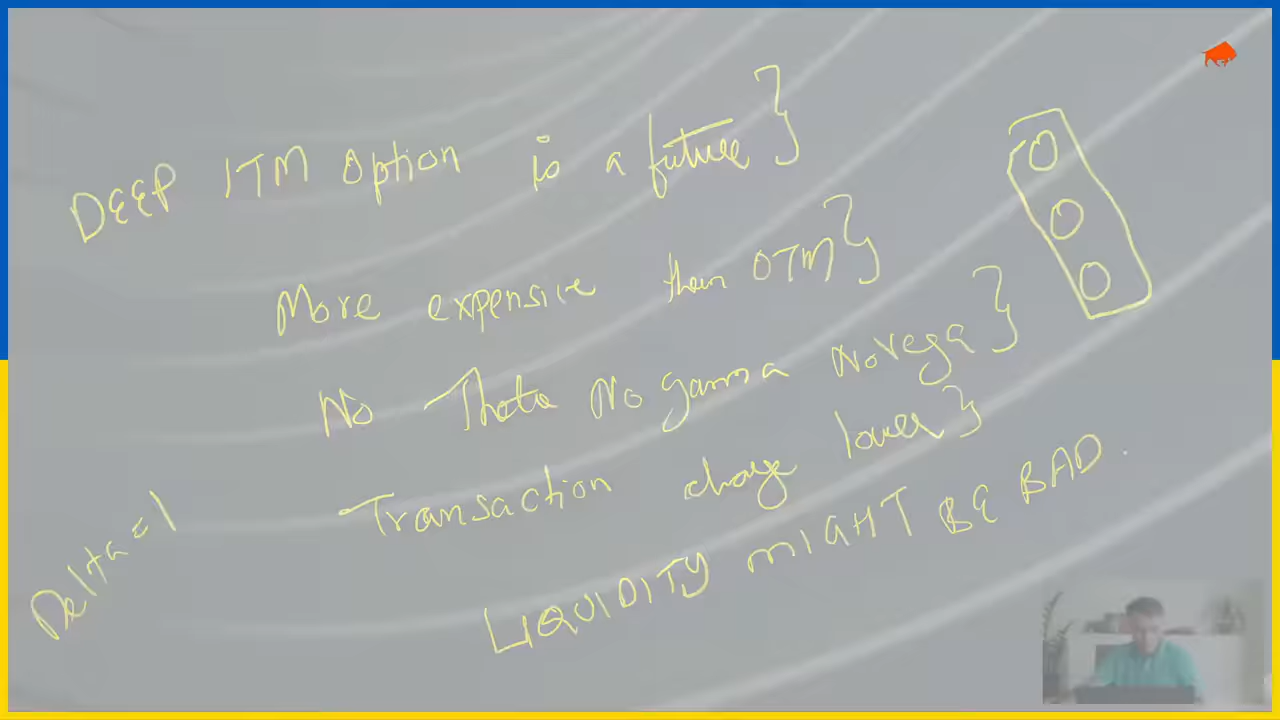 DEEP ITM Option is a future }
More expensive than OTM }
No Theta No gamma No vega }
Transaction charge lower }
LIQUIDITY MIGHT BE BAD.
Delta = 1